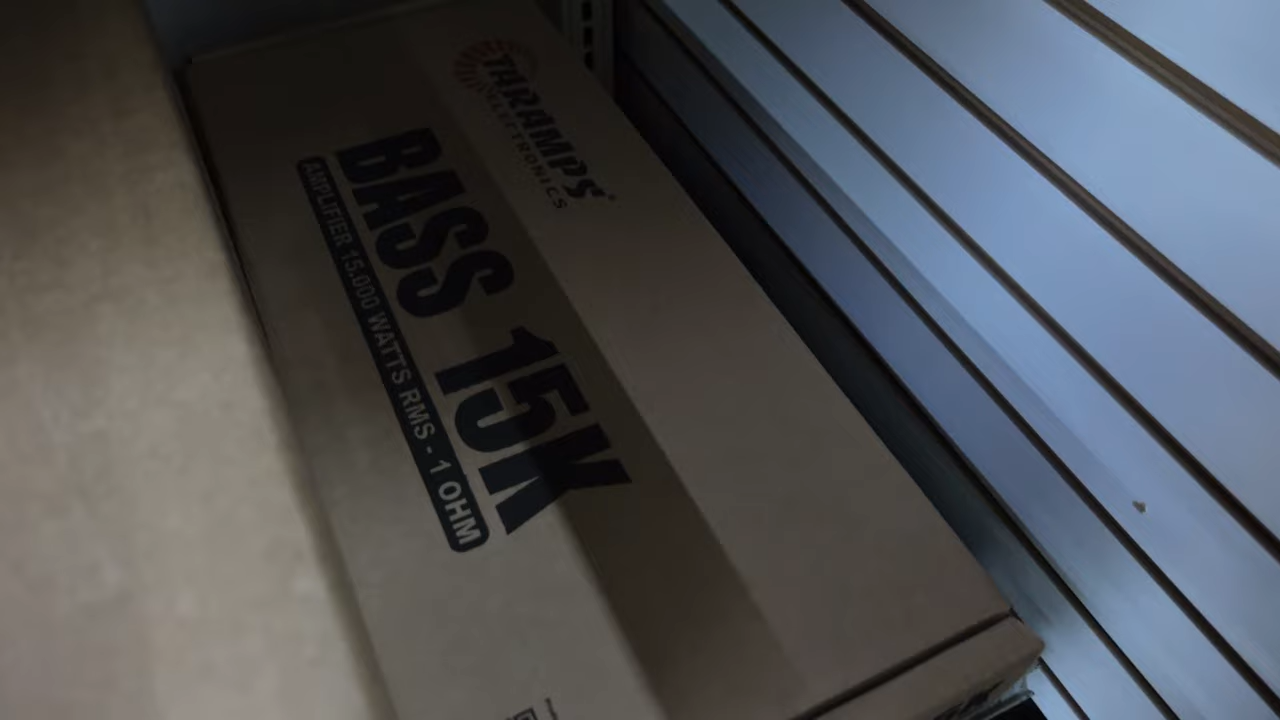 TARAMPS
ELECTRONICS
BASS 15K
AMPLIFIER 15.000 WATTS RMS - 1 OHM